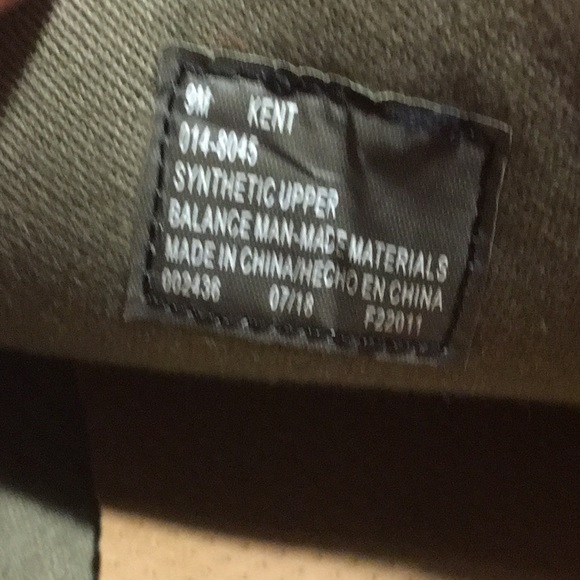 9M KENT
014-8045
SYNTHETIC UPPER
BALANCE MAN-MADE MATERIALS
MADE IN CHINA/HECHO EN CHINA
002436 07/18 F22011